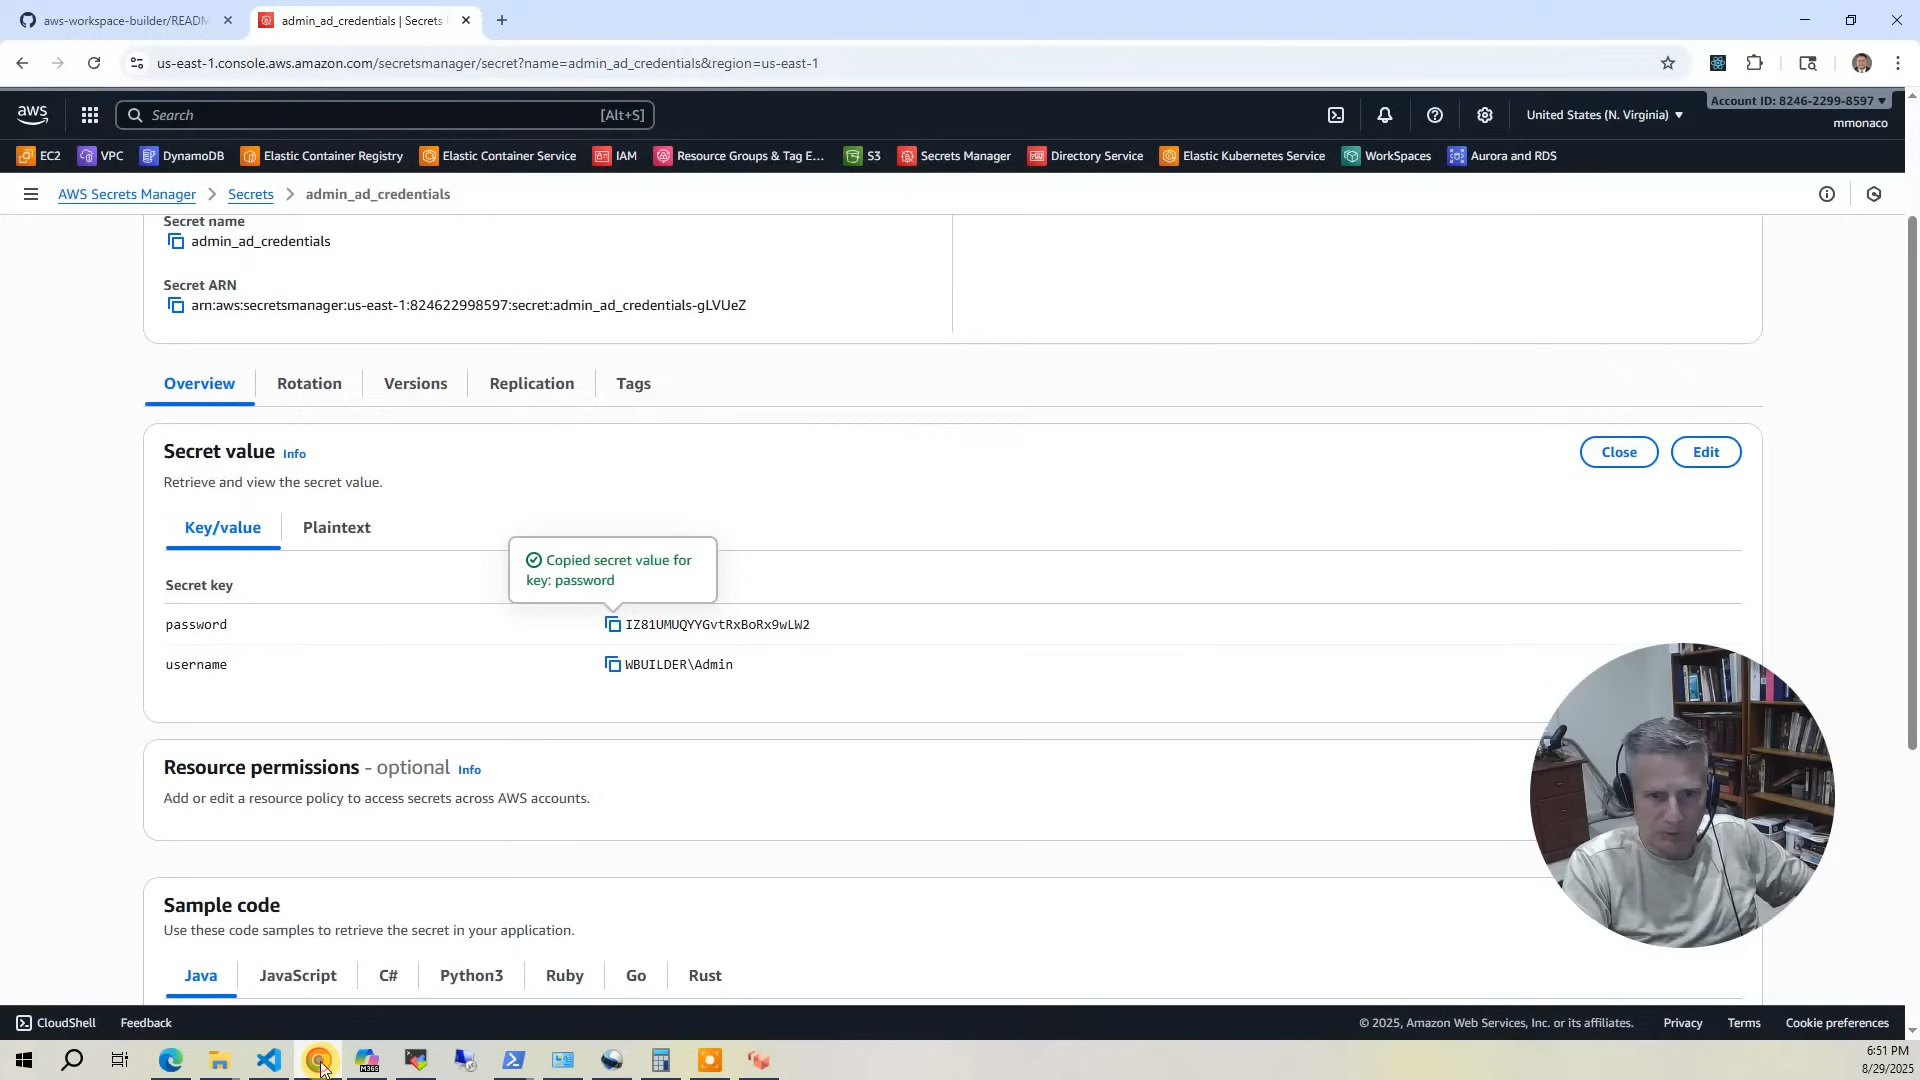 aws-workspace-builder/READM
admin_ad_credentials | Secrets
us-east-1.console.aws.amazon.com/secretsmanager/secret?name=admin_ad_credentials&region=us-east-1
aws
Search
[Alt+S]
United States (N. Virginia)
Account ID: 8246-2299-8597
mmonaco
EC2
VPC
DynamoDB
Elastic Container Registry
Elastic Container Service
IAM
Resource Groups & Tag E...
S3
Secrets Manager
Directory Service
Elastic Kubernetes Service
WorkSpaces
Aurora and RDS
AWS Secrets Manager
Secrets
admin_ad_credentials
Secret name
admin_ad_credentials
Secret ARN
arn:aws:secretsmanager:us-east-1:824622998597:secret:admin_ad_credentials-gLVUeZ
Overview
Rotation
Versions
Replication
Tags
Secret value Info
Close
Edit
Retrieve and view the secret value.
Key/value
Plaintext
Copied secret value for
key: password
Secret key
password
IZ81UMUQYYGvtRxBoRx9wLW2
username
WBUILDER\Admin
Resource permissions - optional Info
Add or edit a resource policy to access secrets across AWS accounts.
Sample code
Use these code samples to retrieve the secret in your application.
Java
JavaScript
C#
Python3
Ruby
Go
Rust
CloudShell
Feedback
© 2025, Amazon Web Services, Inc. or its affiliates.
Privacy
Terms
Cookie preferences
M365
6:51 PM
8/29/2025